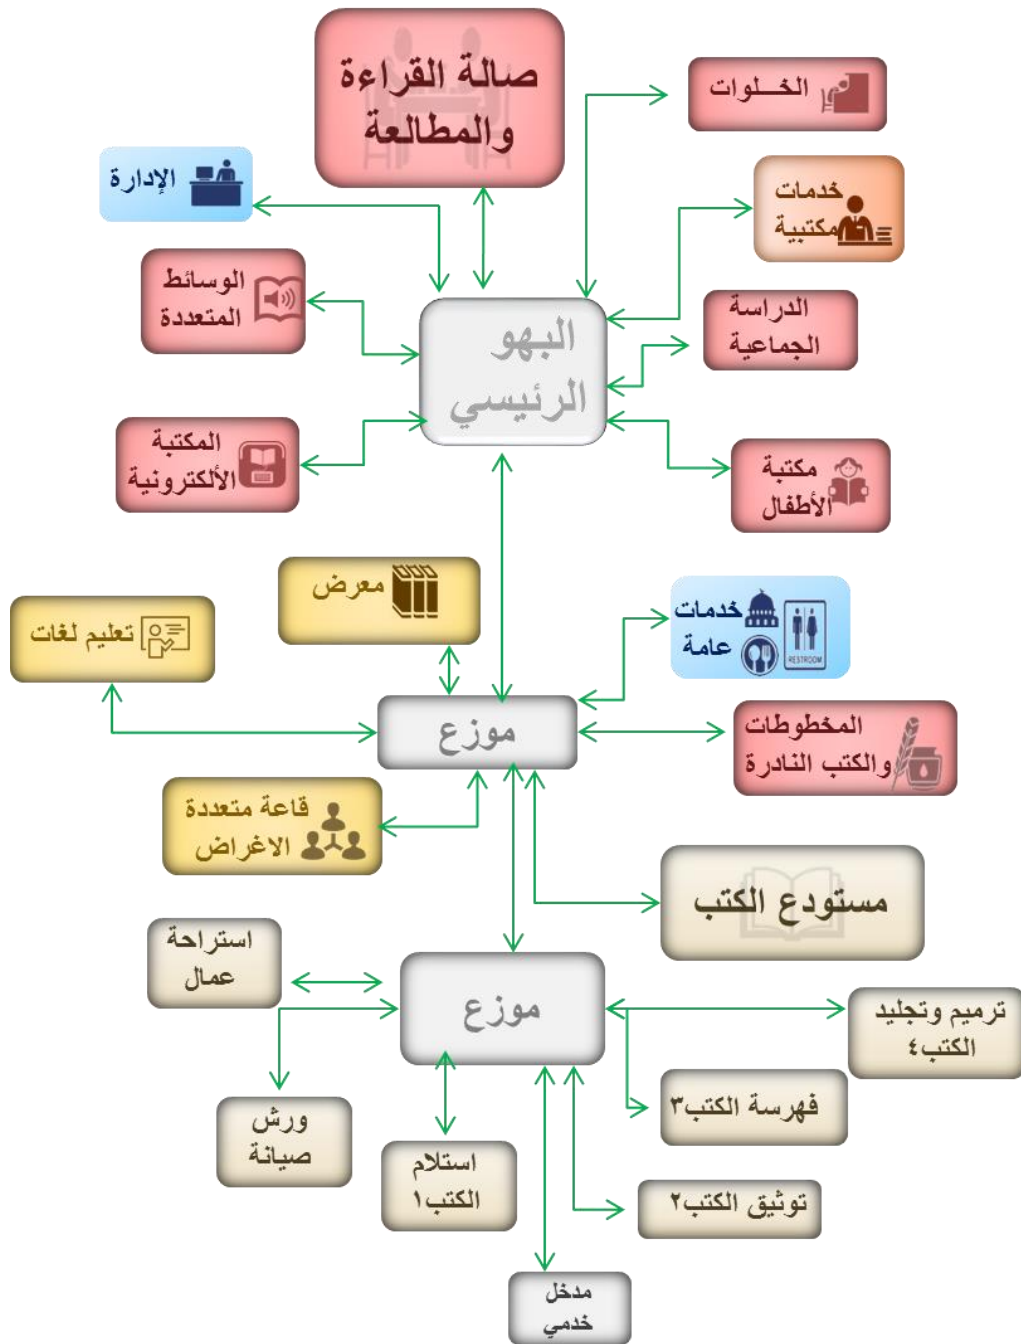 صالة القراءة
والمطالعة
الخـــلوات
الإدارة
خدمات
مكتبية
الوسائط
المتعددة
البهو
الرئيسي
الدراسة
الجماعية
المكتبة
الألكترونية
مكتبة
الأطفال
معرض
خدمات
عامة
RESTROOM
تعليم لغات
موزع
المخطوطات
والكتب النادرة
قاعة متعددة
الاغراض
مستودع الكتب
استراحة
عمال
موزع
ترميم وتجليد
الكتب٤
فهرسة الكتب٣
ورش
صيانة
استلام
الكتب١
توثيق الكتب٢
مدخل
خدمي